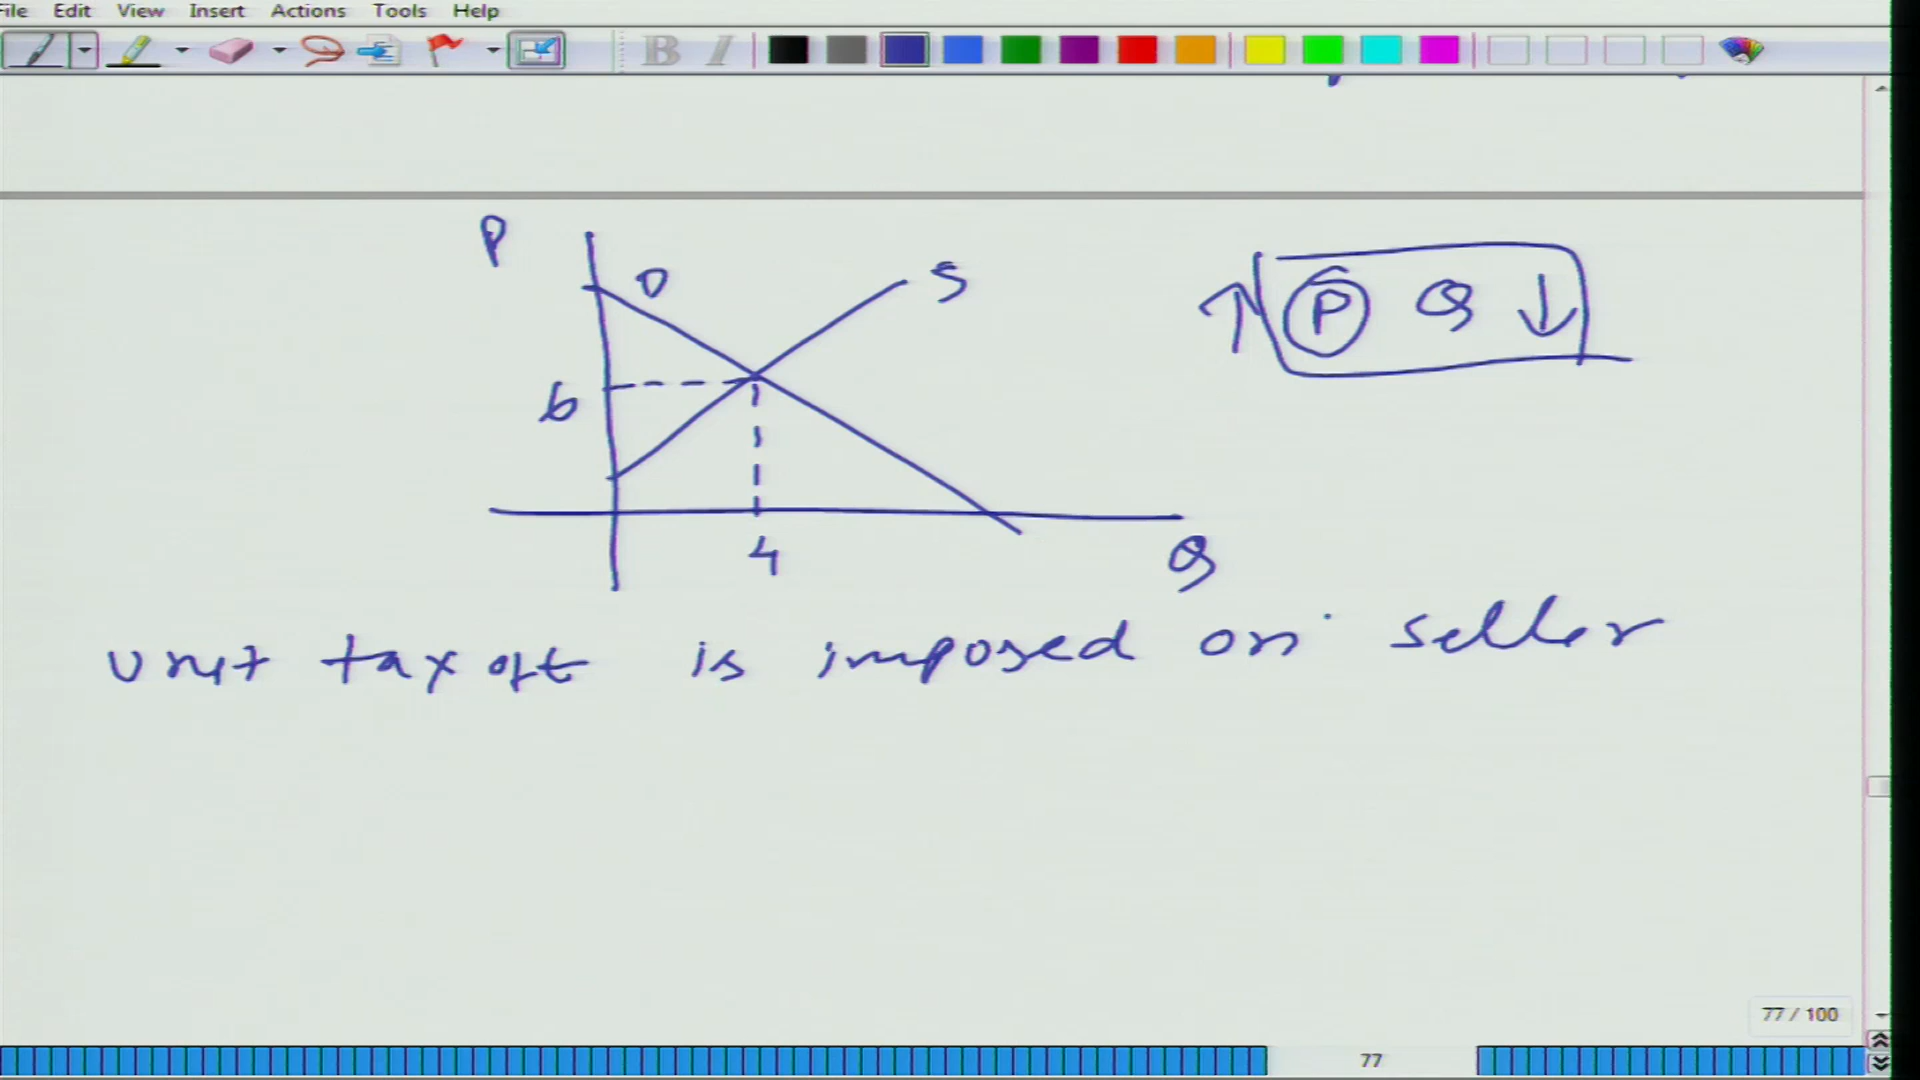 File Edit View Insert Actions Tools Help
B I
P
D
S
↑ P Q ↓
6
4
Q
unit tax of t is imposed on seller
77 / 100
77